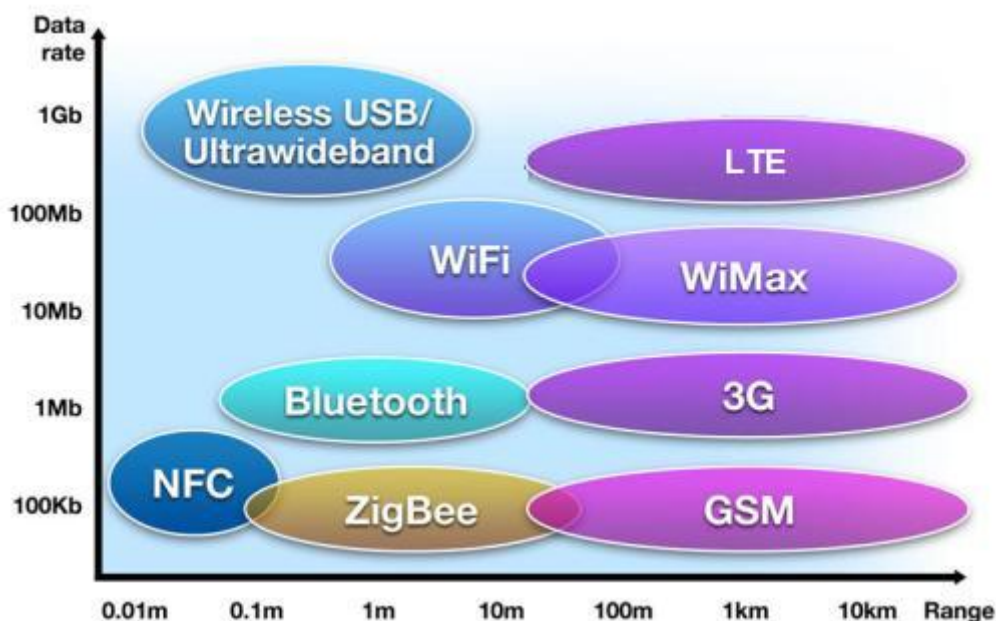 Data
rate
1Gb
Wireless USB/
Ultrawideband
LTE
100Mb
WiFi
WiMax
10Mb
Bluetooth
3G
1Mb
NFC
ZigBee
GSM
100Kb
0.01m 0.1m 1m 10m 100m 1km 10km Range